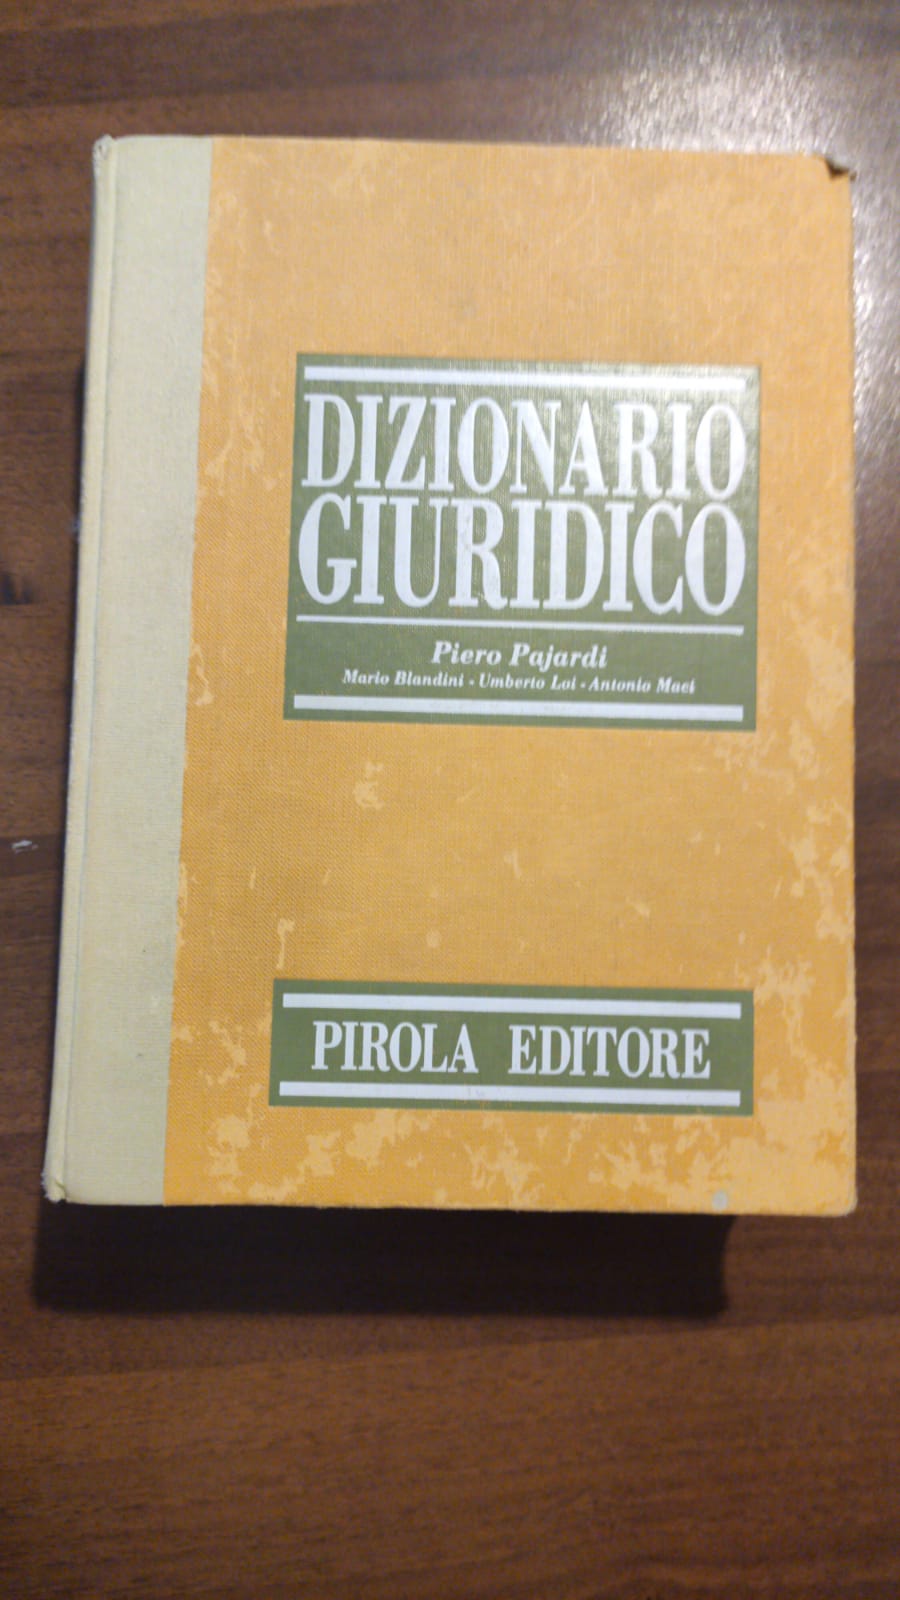 DIZIONARIO
GIURIDICO
Piero Pajardi
Mario Blandini - Umberto Loi - Antonio Maci
PIROLA EDITORE